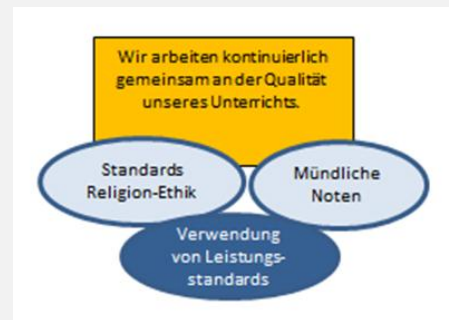 Wir arbeiten kontinuierlich
gemeinsam an der Qualität
unseres Unterrichts.
Standards
Religion-Ethik
Mündliche
Noten
Verwendung
von Leistungs-
standards